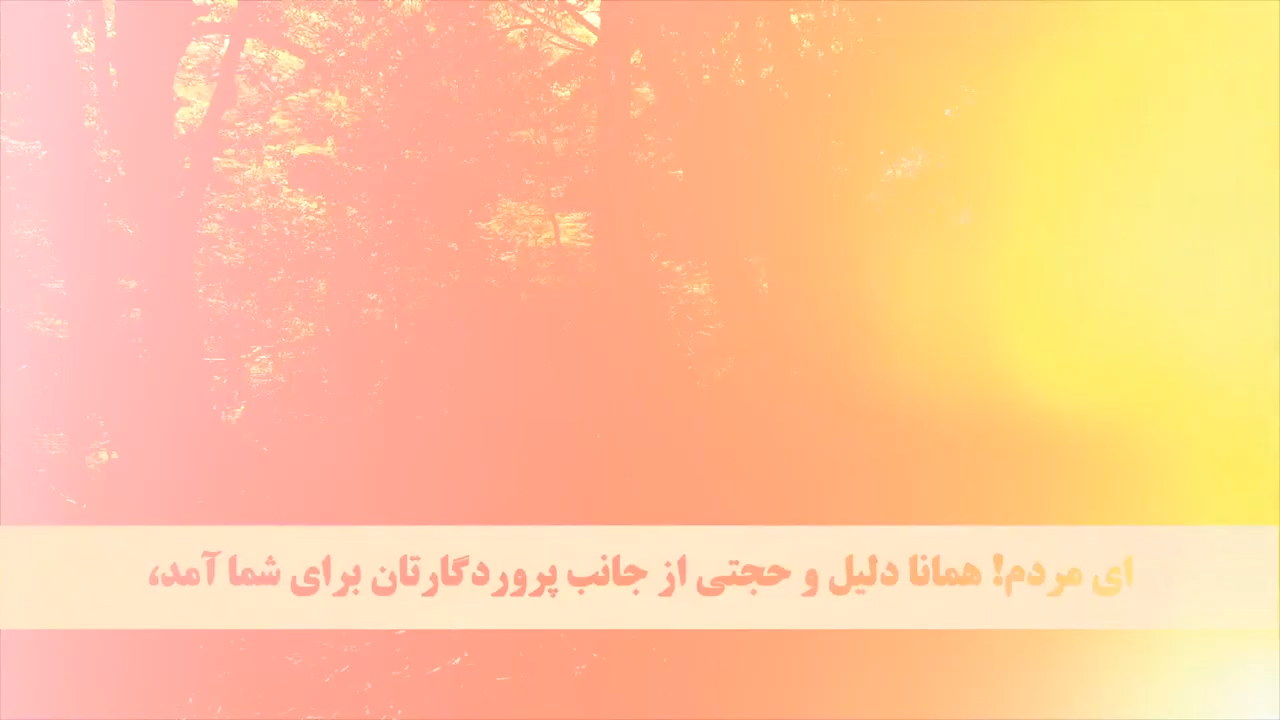 ای مردم! همانا دلیل و حجتی از جانب پروردگارتان برای شما آمد،